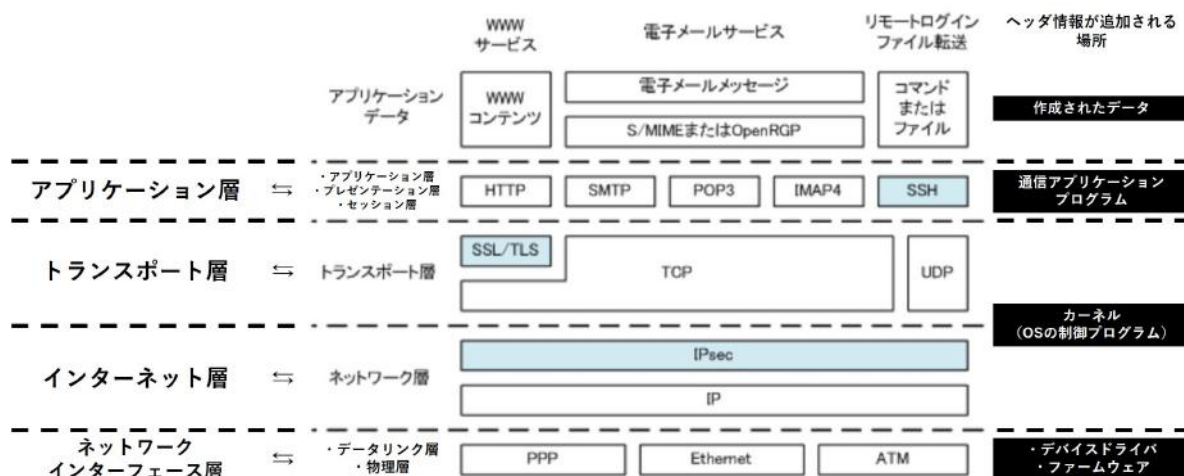 WWW
サービス
電子メールサービス
リモートログイン
ファイル転送
ヘッダ情報が追加される
場所
アプリケーション
データ
WWW
コンテンツ
電子メールメッセージ
S/MIMEまたはOpenRGP
コマンド
または
ファイル
作成されたデータ
アプリケーション層
⇆
・アプリケーション層
・プレゼンテーション層
・セッション層
HTTP
SMTP
POP3
IMAP4
SSH
通信アプリケーション
プログラム
トランスポート層
⇆
トランスポート層
SSL/TLS
TCP
UDP
カーネル
(OSの制御プログラム)
インターネット層
⇆
ネットワーク層
IPsec
IP
ネットワーク
インターフェース層
⇆
・データリンク層
・物理層
PPP
Ethernet
ATM
・デバイスドライバ
・ファームウェア